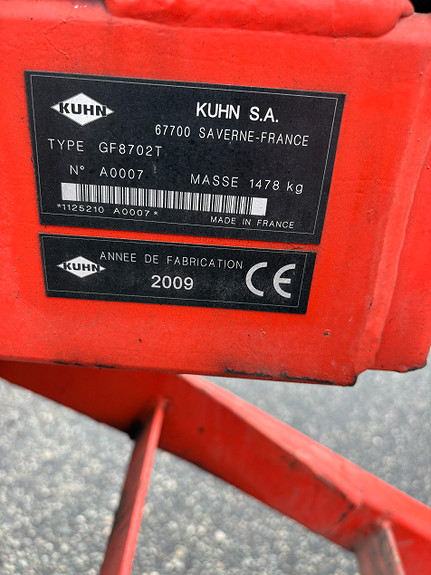 KUHN
KUHN S.A.
67700 SAVERNE-FRANCE
TYPE GF8702T
N° A0007 MASSE 1478 kg
*1125210 A0007*
MADE IN FRANCE
KUHN
ANNEE DE FABRICATION
2009
CE